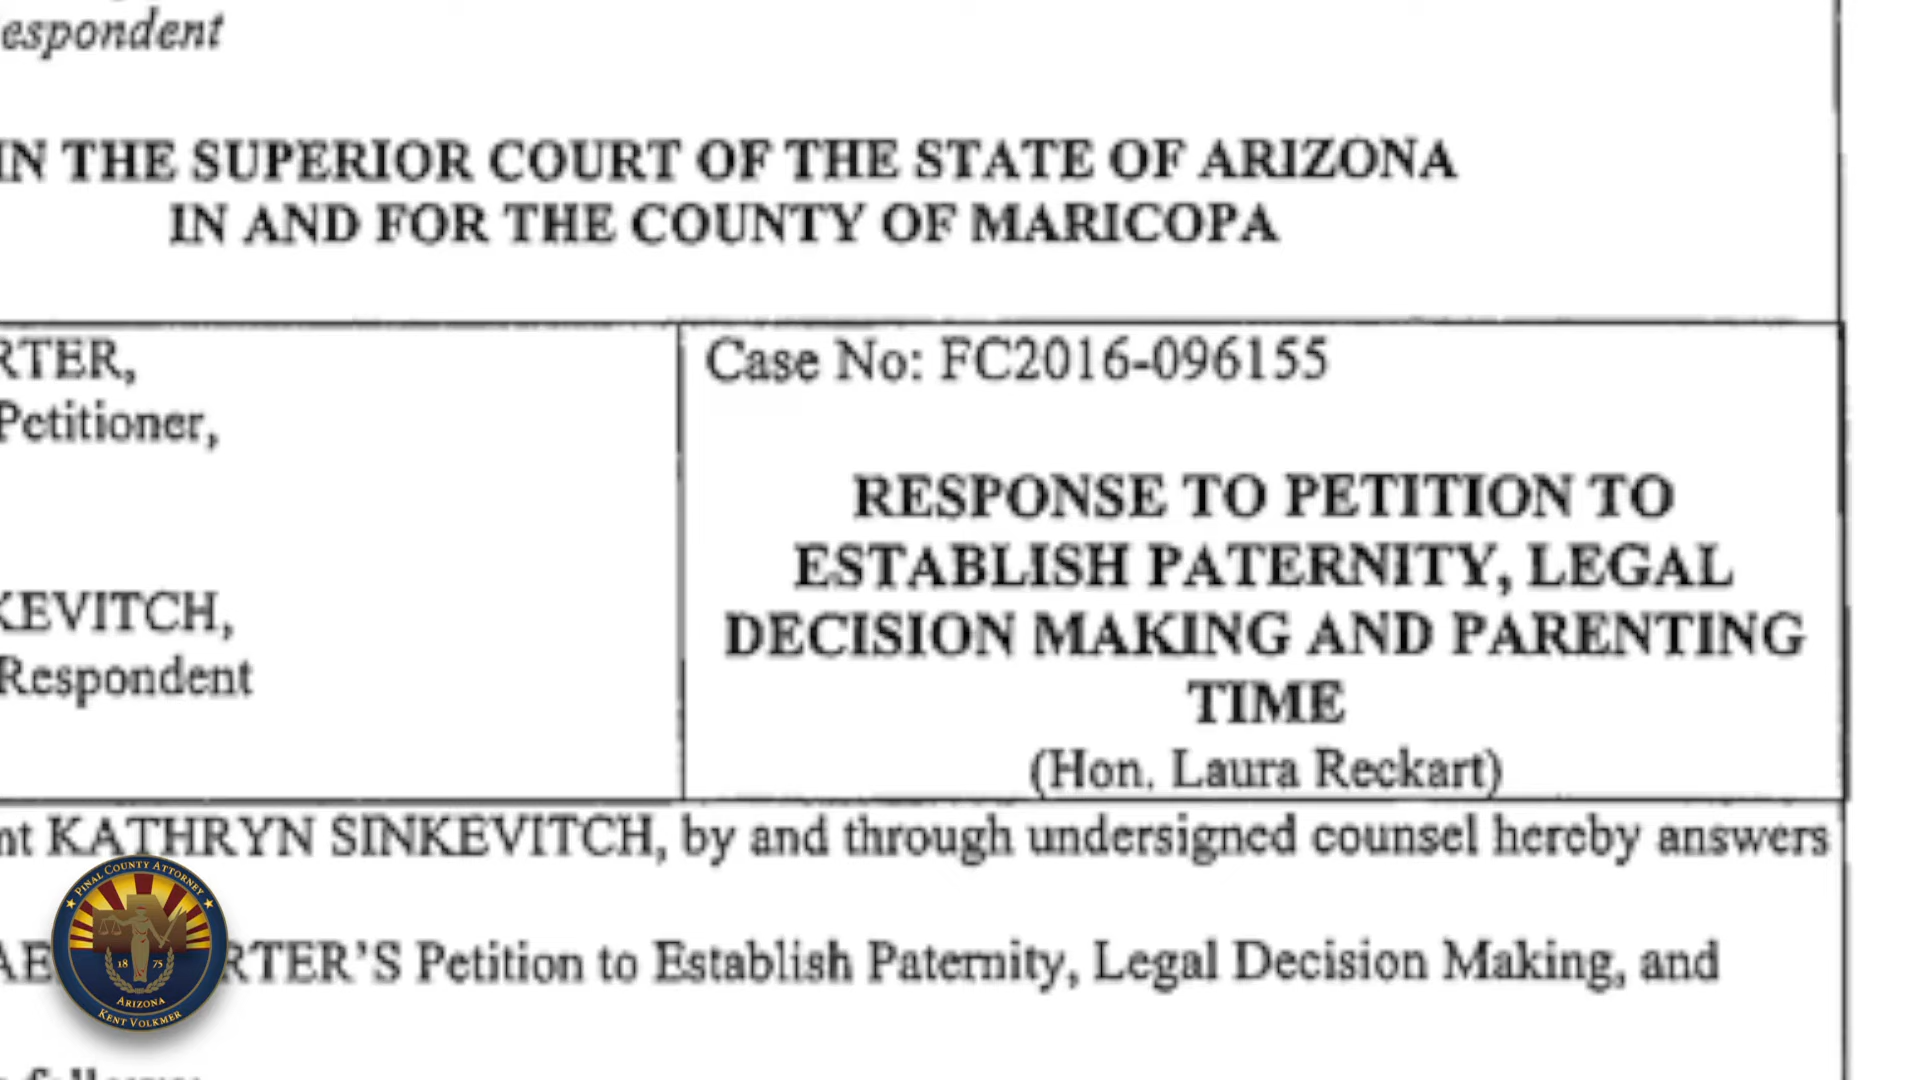 espondent
IN THE SUPERIOR COURT OF THE STATE OF ARIZONA
IN AND FOR THE COUNTY OF MARICOPA
RTER,
Petitioner,
Case No: FC2016-096155
RESPONSE TO PETITION TO
ESTABLISH PATERNITY, LEGAL
DECISION MAKING AND PARENTING
TIME
(Hon. Laura Reckart)
KEVITCH,
Respondent
nt KATHRYN SINKEVITCH, by and through undersigned counsel hereby answers
RTER'S Petition to Establish Paternity, Legal Decision Making, and
PINAL COUNTY ATTORNEY
18 75
ARIZONA
KENT VOLKMER